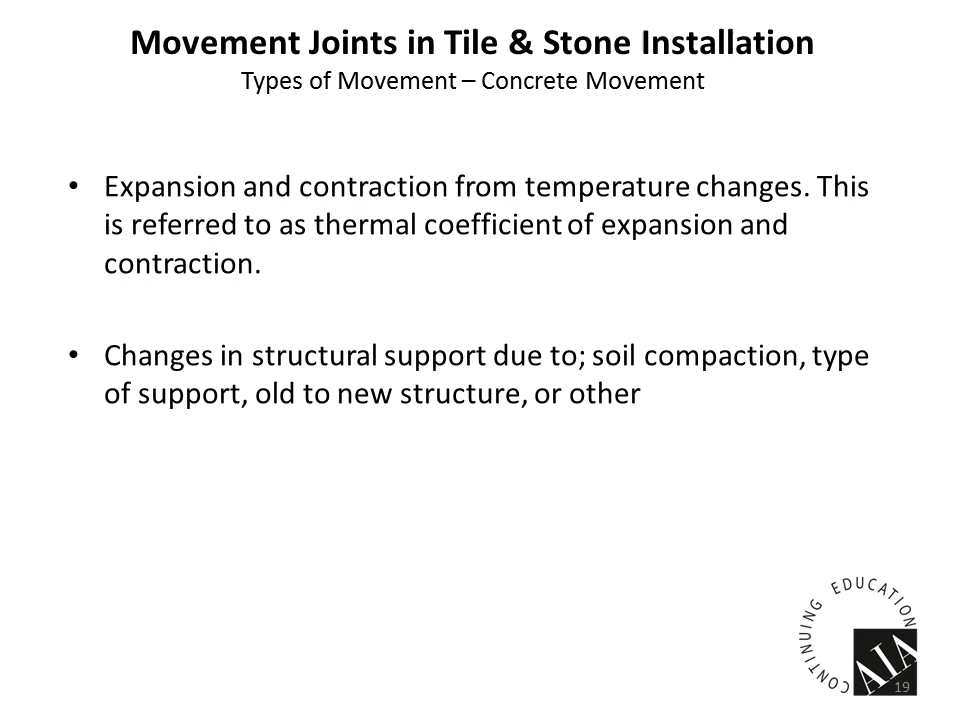 Movement Joints in Tile & Stone Installation
Types of Movement – Concrete Movement
• Expansion and contraction from temperature changes. This
is referred to as thermal coefficient of expansion and
contraction.
• Changes in structural support due to; soil compaction, type
of support, old to new structure, or other
CONTINUING EDUCATION
AIA
19